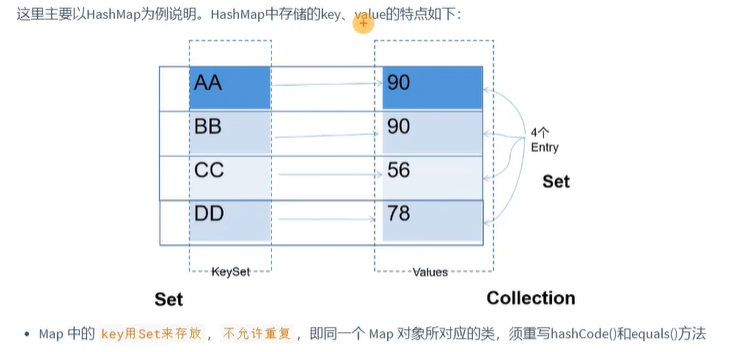 这里主要以HashMap为例说明。HashMap中存储的key、value的特点如下：
AA 90
BB 90
CC 56
DD 78
4个
Entry
Set
KeySet Values
Set Collection
• Map 中的 key用Set来存放，不允许重复，即同一个 Map 对象所对应的类，须重写hashCode()和equals()方法